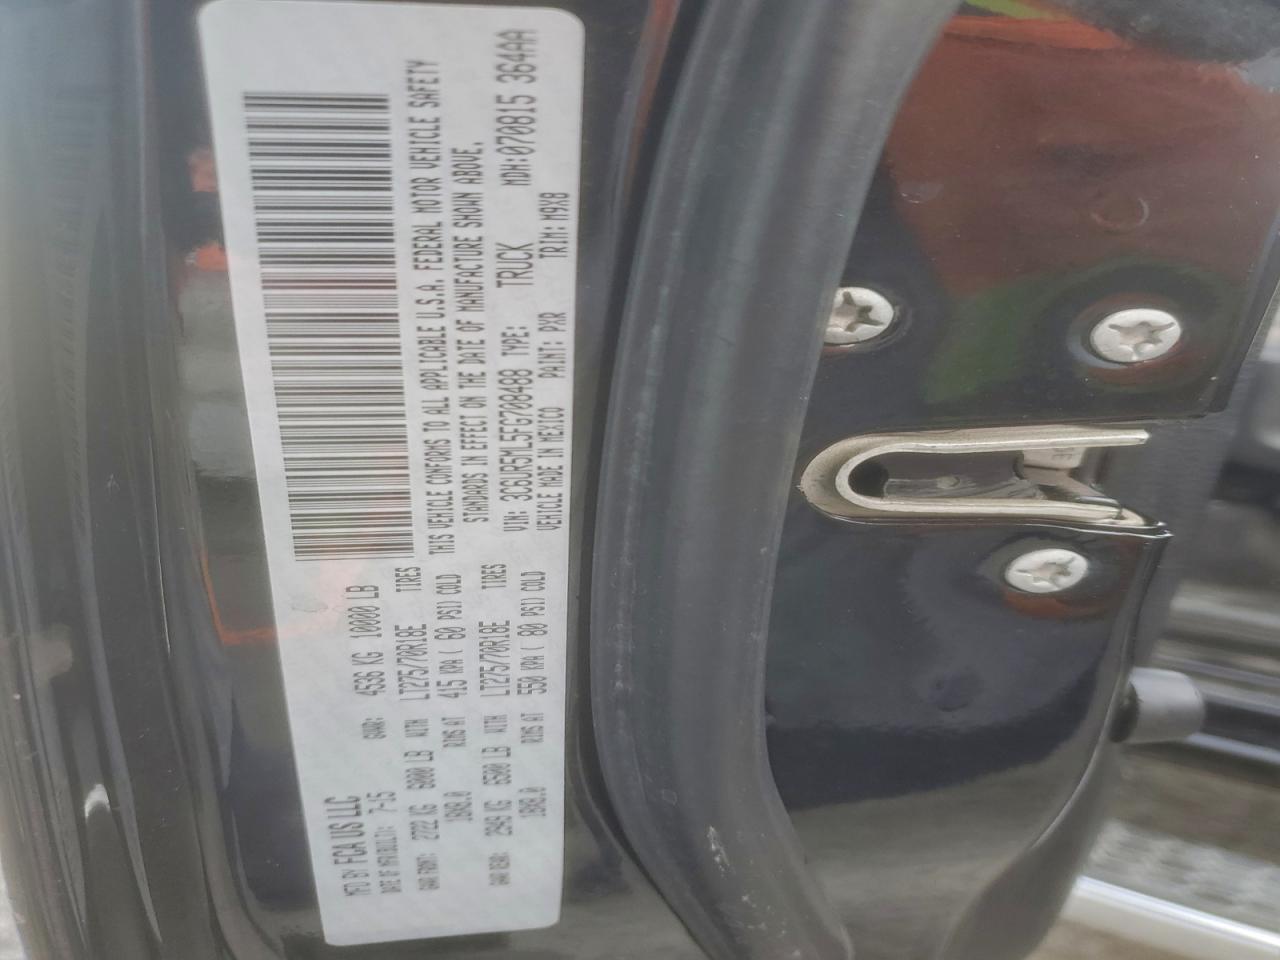 MFD BY FCA US LLC
DATE OF MFR(BUILT): 7-15 GVWR: 4536 KG 10000 LB
GAWR FRONT: 2722 KG 6000 LB WITH LT275/70R18E TIRES
18X8.0 RIMS AT 415 KPA ( 60 PSI) COLD
GAWR REAR: 2949 KG 6500 LB WITH LT275/70R18E TIRES
18X8.0 RIMS AT 550 KPA ( 80 PSI) COLD
THIS VEHICLE CONFORMS TO ALL APPLICABLE U.S.A. FEDERAL MOTOR VEHICLE SAFETY
STANDARDS IN EFFECT ON THE DATE OF MANUFACTURE SHOWN ABOVE.
VIN: 3C6UR5ML5FG708488 TYPE: TRUCK MDH:070815 364AA
VEHICLE MADE IN MEXICO PAINT: PXR TRIM: M9X8